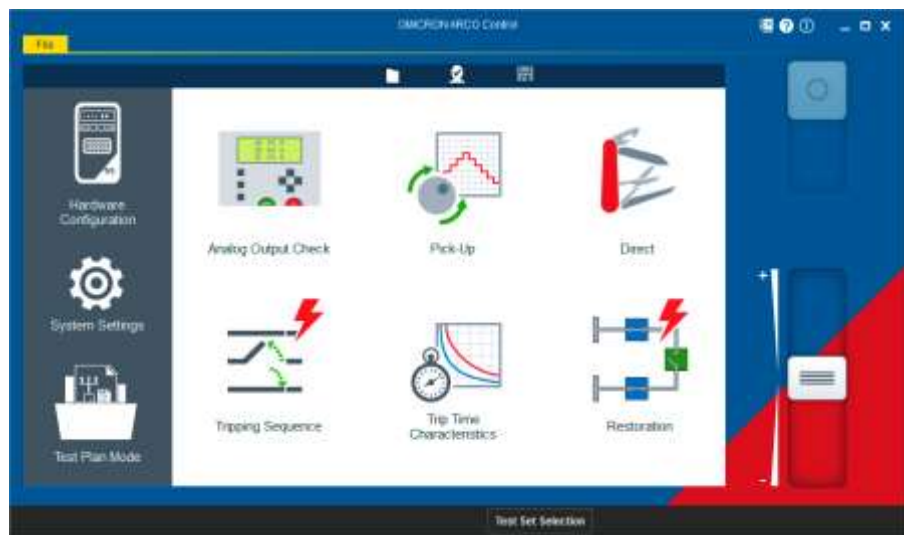 OMICRON ARCO Control
File
Hardware
Configuration
System Settings
Test Plan Mode
Analog Output Check
Pick-Up
Direct
Tripping Sequence
Trip Time
Characteristics
Restoration
+
-
Test Set Selection